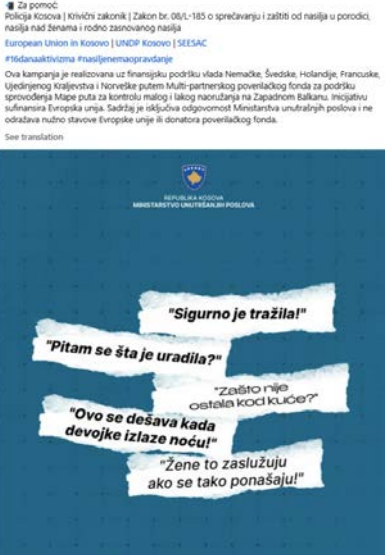 Za pomoć:
Policija Kosova | Krivični zakonik | Zakon br. 08/L-185 o sprečavanju i zaštiti od nasilja u porodici,
nasilja nad ženama i rodno zasnovanog nasilja
European Union in Kosovo | UNDP Kosovo | SEESAC
#16danaaktivizma #nasiljenemaopravdanje
Ova kampanja je realizovana uz finansijsku podršku vlada Nemačke, Švedske, Holandije, Francuske,
Ujedinjenog Kraljevstva i Norveške putem Multi-partnerskog poverilačkog fonda za podršku
sprovođenja Mape puta za kontrolu malog i lakog naoružanja na Zapadnom Balkanu. Inicijativu
sufinansira Evropska unija. Sadržaj je isključiva odgovornost Ministarstva unutrašnjih poslova i ne
odražava nužno stavove Evropske unije ili donatora poverilačkog fonda.
See translation
REPUBLIKA KOSOVA
MINISTARSTVO UNUTRAŠNJIH POSLOVA
"Sigurno je tražila!"
"Pitam se šta je uradila?"
"Zašto nije
ostala kod kuće?"
"Ovo se dešava kada
devojke izlaze noću!"
"Žene to zaslužuju
ako se tako ponašaju!"